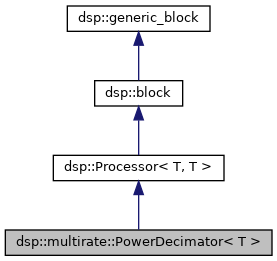 dsp::generic_block
dsp::block
dsp::Processor< T, T >
dsp::multirate::PowerDecimator< T >